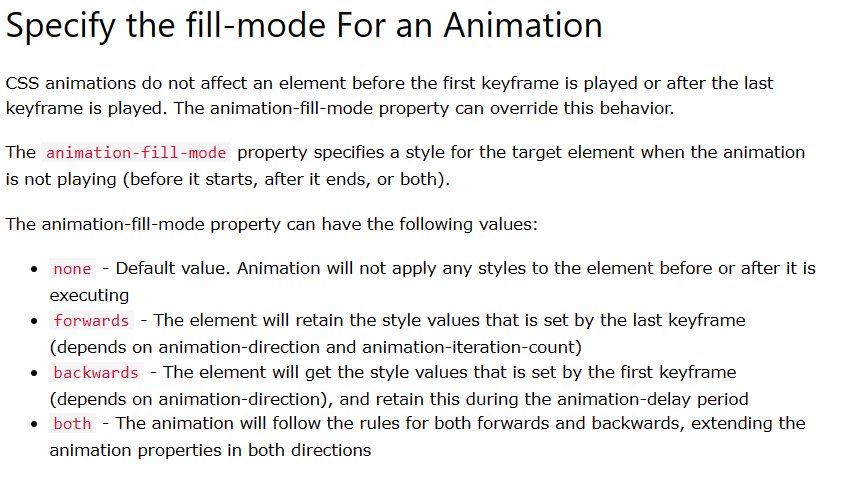 Specify the fill-mode For an Animation
CSS animations do not affect an element before the first keyframe is played or after the last
keyframe is played. The animation-fill-mode property can override this behavior.
The animation-fill-mode property specifies a style for the target element when the animation
is not playing (before it starts, after it ends, or both).
The animation-fill-mode property can have the following values:
• none - Default value. Animation will not apply any styles to the element before or after it is
executing
• forwards - The element will retain the style values that is set by the last keyframe
(depends on animation-direction and animation-iteration-count)
• backwards - The element will get the style values that is set by the first keyframe
(depends on animation-direction), and retain this during the animation-delay period
• both - The animation will follow the rules for both forwards and backwards, extending the
animation properties in both directions